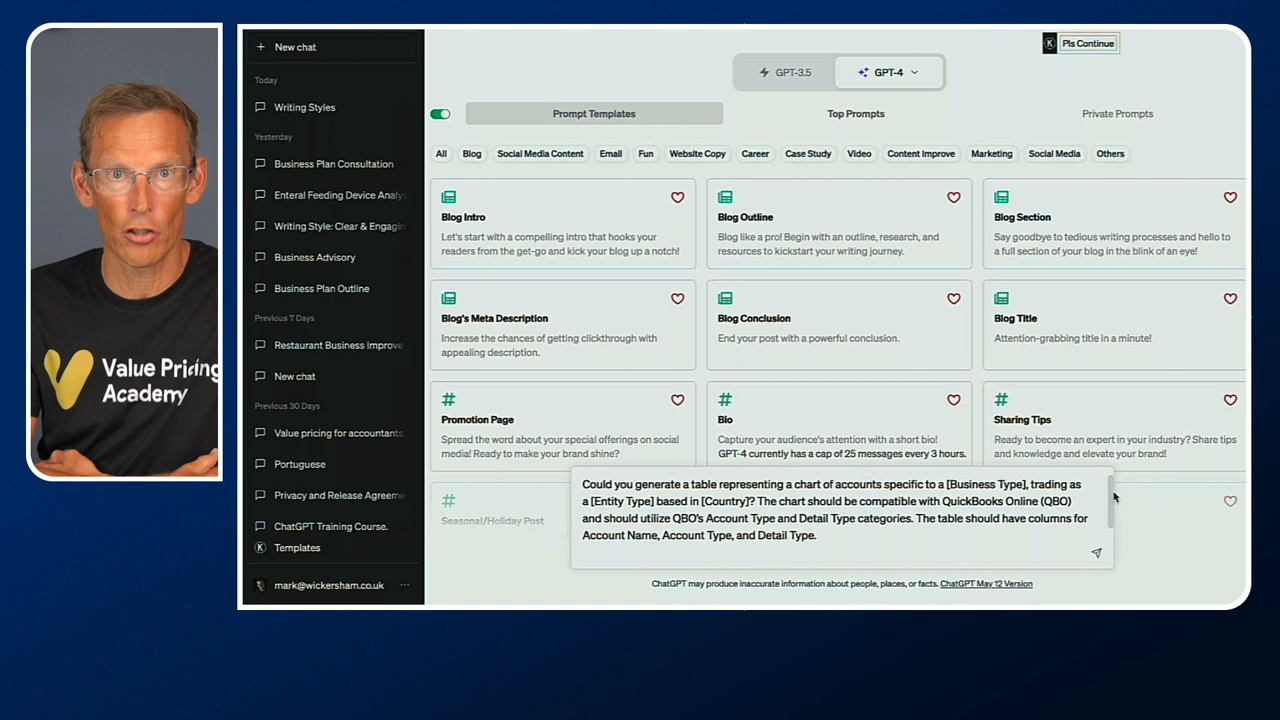 Value Pricing
Academy
New chat
Today
Writing Styles
Yesterday
Business Plan Consultation
Enteral Feeding Device Analys
Writing Style: Clear & Engagin
Business Advisory
Business Plan Outline
Previous 7 Days
Restaurant Business Improve
New chat
Previous 30 Days
Value pricing for accountants.
Portuguese
Privacy and Release Agreeme
ChatGPT Training Course.
Templates
mark@wickersham.co.uk
K Pls Continue
GPT-3.5 GPT-4
Prompt Templates Top Prompts Private Prompts
All Blog Social Media Content Email Fun Website Copy Career Case Study Video Content Improve Marketing Social Media Others
Blog Intro
Let's start with a compelling intro that hooks your
readers from the get-go and kick your blog up a notch!
Blog Outline
Blog like a pro! Begin with an outline, research, and
resources to kickstart your writing journey.
Blog Section
Say goodbye to tedious writing processes and hello to
a full section of your blog in the blink of an eye!
Blog's Meta Description
Increase the chances of getting clickthrough with
appealing description.
Blog Conclusion
End your post with a powerful conclusion.
Blog Title
Attention-grabbing title in a minute!
Promotion Page
Spread the word about your special offerings on social
media! Ready to make your brand shine?
Bio
Capture your audience's attention with a short bio!
GPT-4 currently has a cap of 25 messages every 3 hours.
Sharing Tips
Ready to become an expert in your industry? Share tips
and knowledge and elevate your brand!
Seasonal/Holiday Post
Could you generate a table representing a chart of accounts specific to a [Business Type], trading as
a [Entity Type] based in [Country]? The chart should be compatible with QuickBooks Online (QBO)
and should utilize QBO's Account Type and Detail Type categories. The table should have columns for
Account Name, Account Type, and Detail Type.
ChatGPT may produce inaccurate information about people, places, or facts. ChatGPT May 12 Version